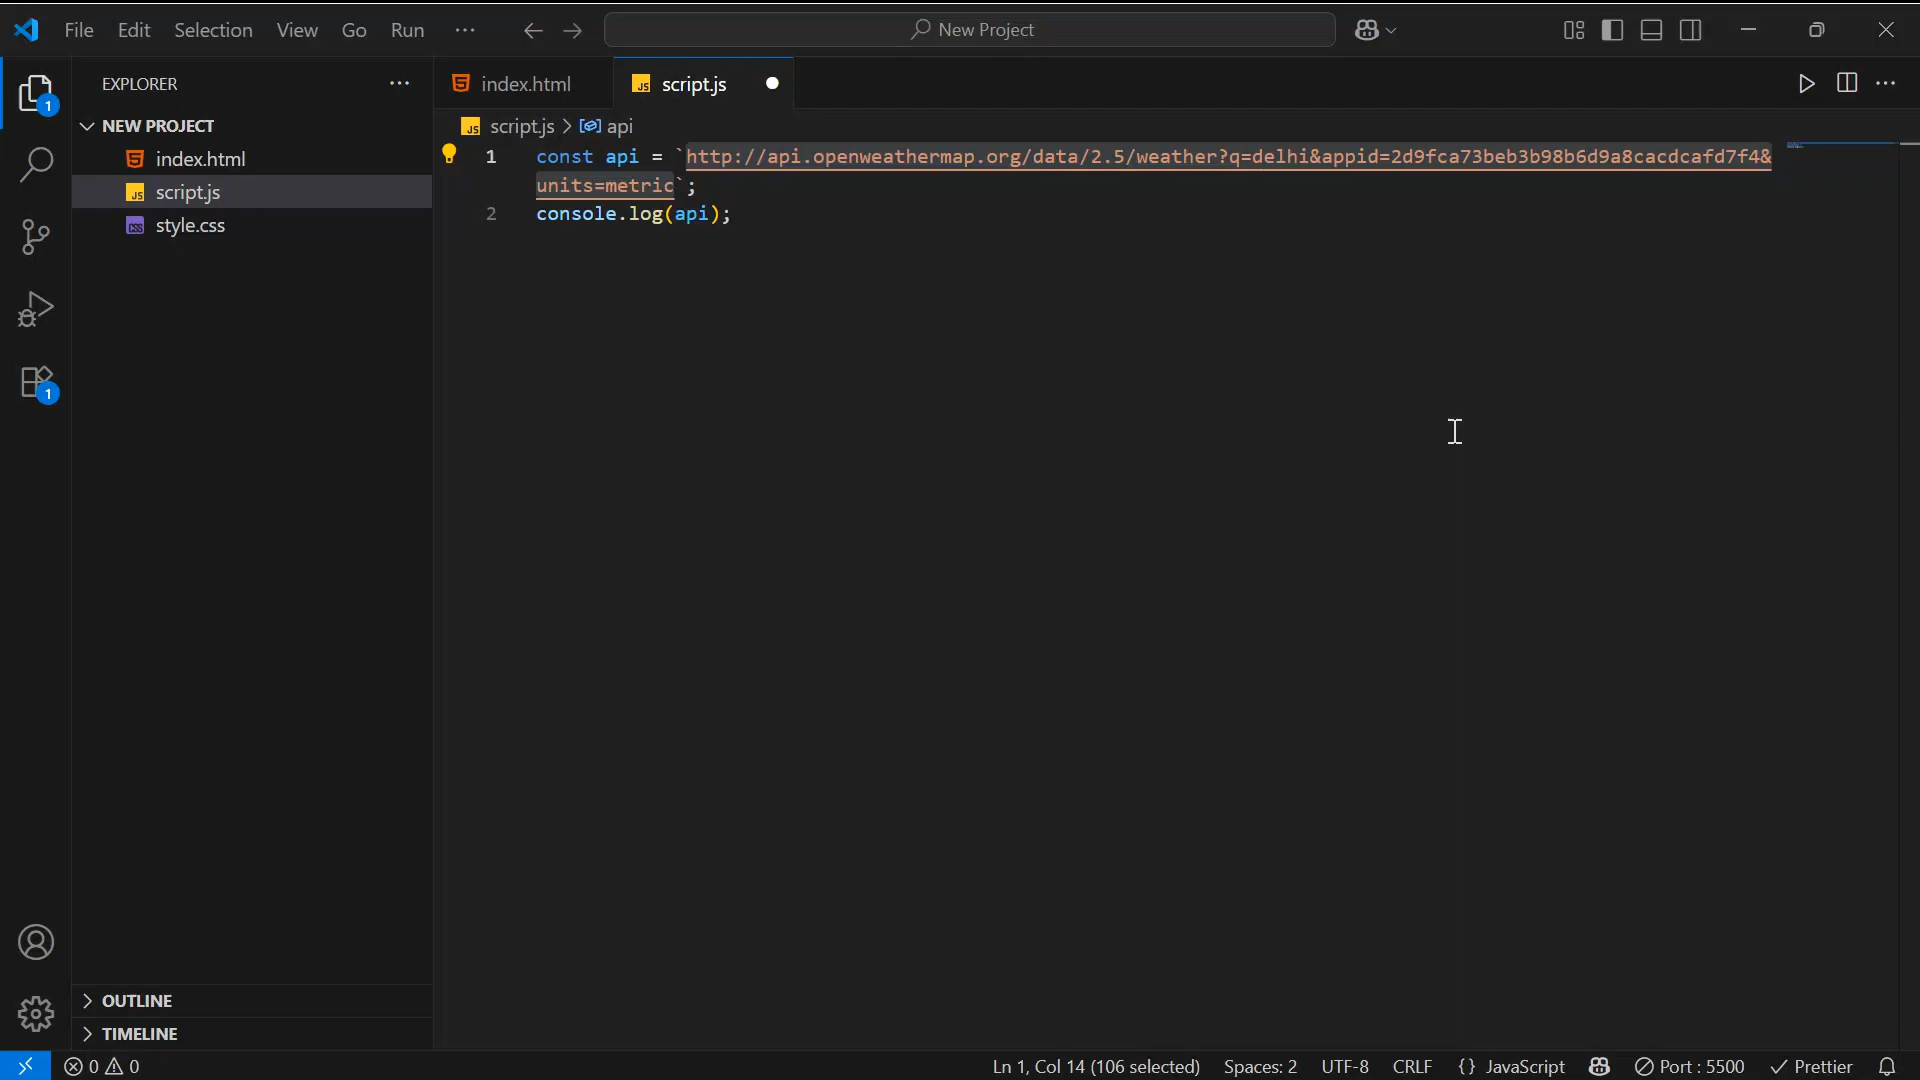 File Edit Selection View Go Run ··· New Project
EXPLORER ···
index.html script.js
script.js > api
NEW PROJECT
index.html
script.js
style.css
1 const api = `http://api.openweathermap.org/data/2.5/weather?q=delhi&appid=2d9fca73beb3b98b6d9a8cacdcafd7f4&
units=metric`;
2 console.log(api);
1
1
OUTLINE
TIMELINE
0 0 Ln 1, Col 14 (106 selected) Spaces: 2 UTF-8 CRLF {} JavaScript Port : 5500 Prettier